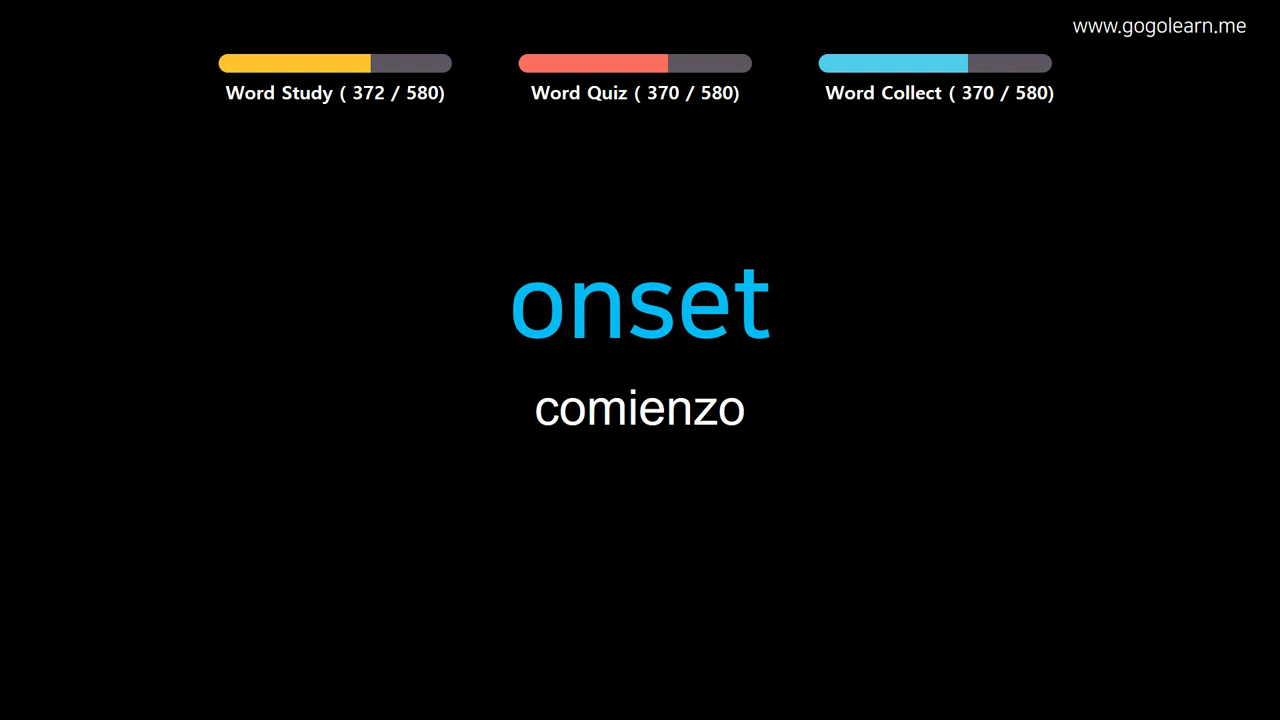 www.gogolearn.me
Word Study ( 372 / 580)
Word Quiz ( 370 / 580)
Word Collect ( 370 / 580)
onset
comienzo